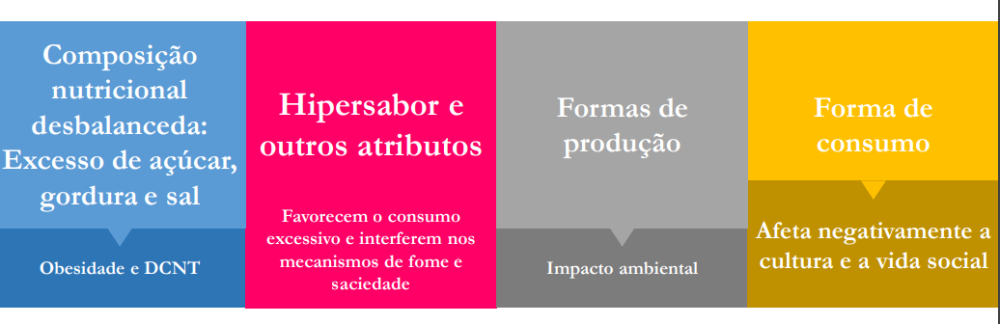 Composição
nutricional
desbalanceda:
Excesso de açúcar,
gordura e sal
Obesidade e DCNT
Hipersabor e
outros atributos
Favorecem o consumo
excessivo e interferem nos
mecanismos de fome e
saciedade
Formas de
produção
Impacto ambiental
Forma de
consumo
Afeta negativamente a
cultura e a vida social